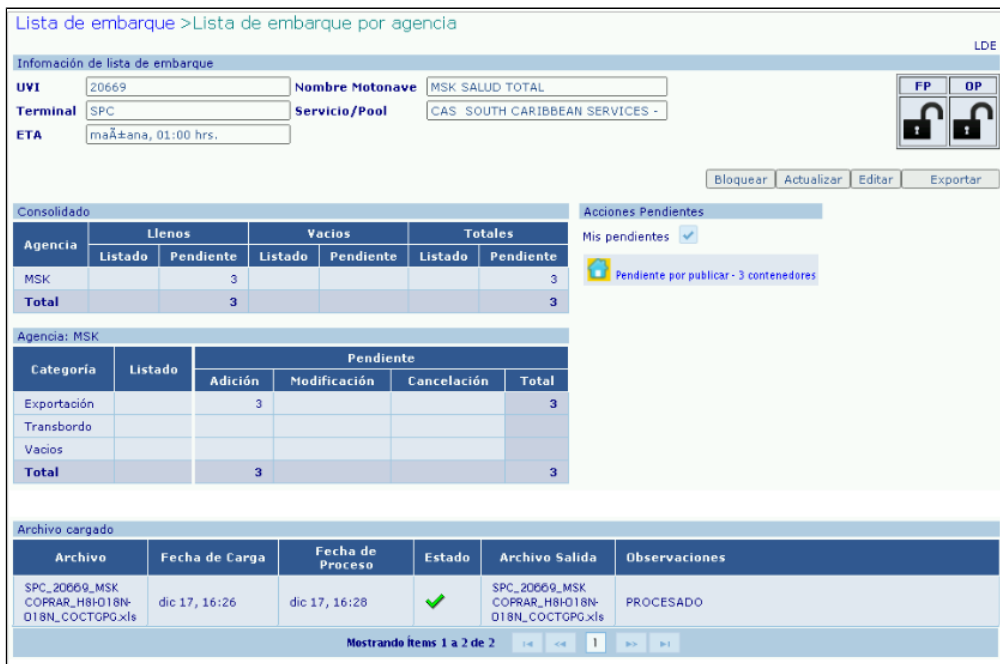 Lista de embarque >Lista de embarque por agencia
LDE
Infomación de lista de embarque
UVI 20669 Nombre Motonave MSK SALUD TOTAL FP OP
Terminal SPC Servicio/Pool CAS SOUTH CARIBBEAN SERVICES -
ETA maÃ±ana, 01:00 hrs.
Bloquear Actualizar Editar Exportar
Consolidado
Agencia Llenos Vacios Totales
Listado Pendiente Listado Pendiente Listado Pendiente
MSK 3 3
Total 3 3
Acciones Pendientes
Mis pendientes
Pendiente por publicar - 3 contenedores
Agencia: MSK
Categoría Listado Pendiente
Adición Modificación Cancelación Total
Exportación 3 3
Transbordo
Vacios
Total 3 3
Archivo cargado
Archivo Fecha de Carga Fecha de Proceso Estado Archivo Salida Observaciones
SPC_20669_MSK SPC_20669_MSK
COPRAR_H8I-018N- dic 17, 16:26 dic 17, 16:28 COPRAR_H8I-018N- PROCESADO
018N_COCTGPG.xls 018N_COCTGPG.xls
Mostrando Ítems 1 a 2 de 2 1